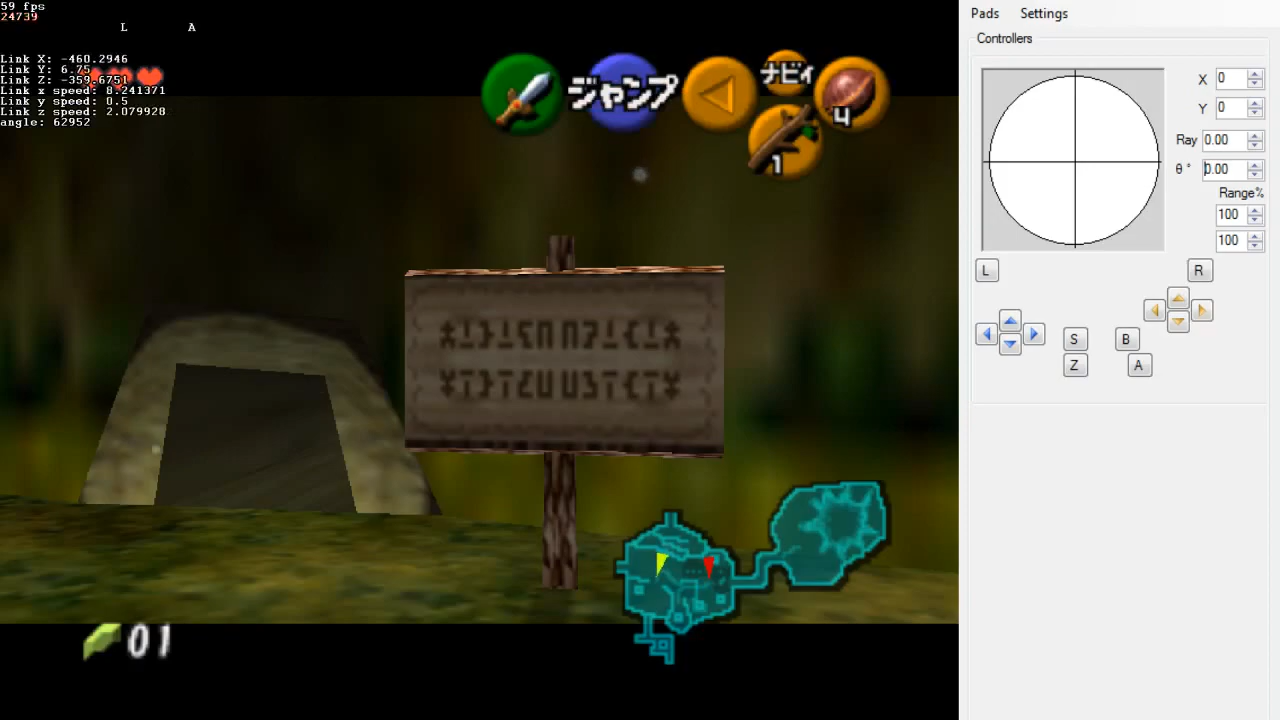 59 fps
24739
L A
Link X: -460.2946
Link Y: 6.75
Link Z: -359.6751
Link x speed: 8.241371
Link y speed: 0.5
Link z speed: 2.079928
angle: 62952
ジャンプ
ナビィ
4
1
01
Pads Settings
Controllers
X 0
Y 0
Ray 0.00
θ° 0.00
Range%
100
100
L R
S B
Z A